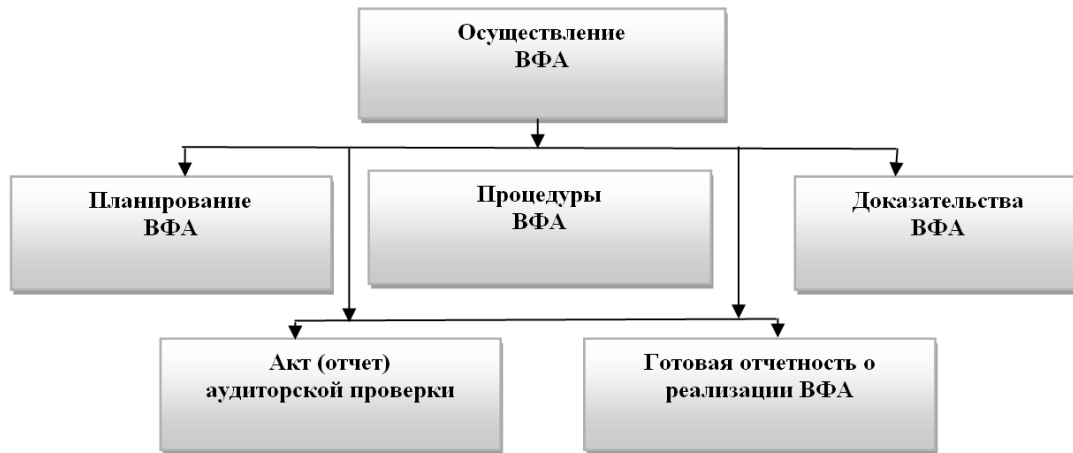 Осуществление
ВФА
Планирование
ВФА
Процедуры
ВФА
Доказательства
ВФА
Акт (отчет)
аудиторской проверки
Готовая отчетность о
реализации ВФА